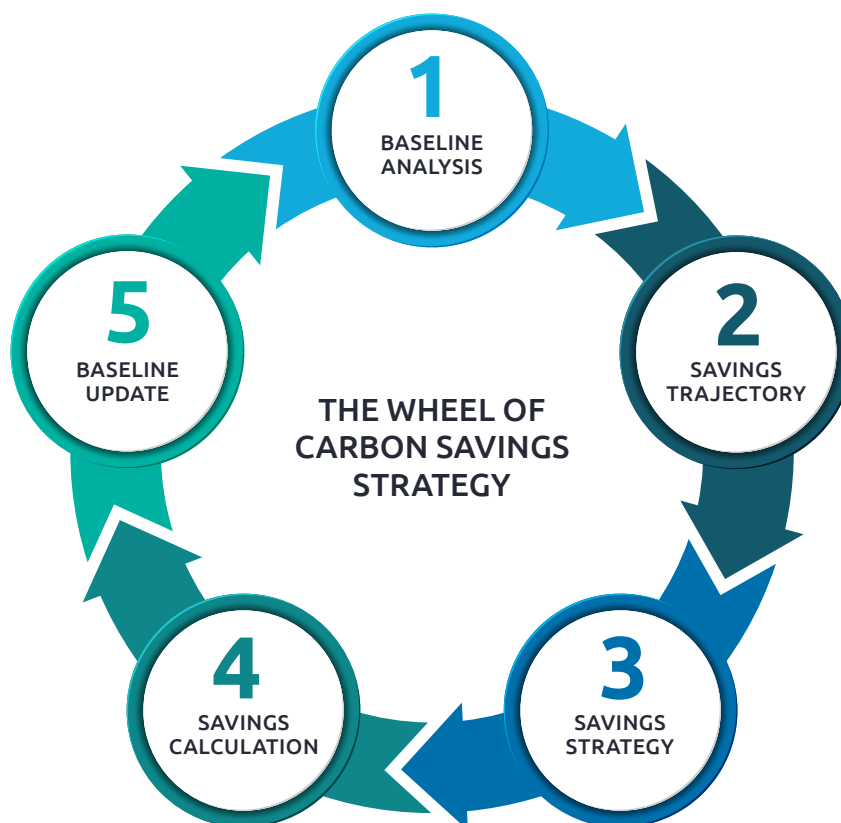 1
BASELINE
ANALYSIS
2
SAVINGS
TRAJECTORY
3
SAVINGS
STRATEGY
4
SAVINGS
CALCULATION
5
BASELINE
UPDATE
THE WHEEL OF
CARBON SAVINGS
STRATEGY